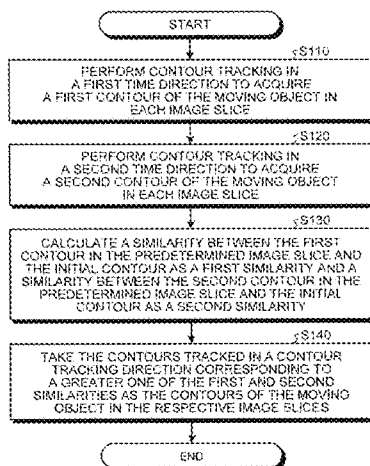 START
S110
PERFORM CONTOUR TRACKING IN
A FIRST TIME DIRECTION TO ACQUIRE
A FIRST CONTOUR OF THE MOVING OBJECT IN
EACH IMAGE SLICE
S120
PERFORM CONTOUR TRACKING IN
A SECOND TIME DIRECTION TO ACQUIRE
A SECOND CONTOUR OF THE MOVING OBJECT
IN EACH IMAGE SLICE
S130
CALCULATE A SIMILARITY BETWEEN THE FIRST
CONTOUR IN THE PREDETERMINED IMAGE SLICE AND
THE INITIAL CONTOUR AS A FIRST SIMILARITY AND A
SIMILARITY BETWEEN THE SECOND CONTOUR IN THE
PREDETERMINED IMAGE SLICE AND THE INITIAL
CONTOUR AS A SECOND SIMILARITY
S140
TAKE THE CONTOURS TRACKED IN A CONTOUR
TRACKING DIRECTION CORRESPONDING TO
A GREATER ONE OF THE FIRST AND SECOND
SIMILARITIES AS THE CONTOURS OF THE MOVING
OBJECT IN THE RESPECTIVE IMAGE SLICES
END